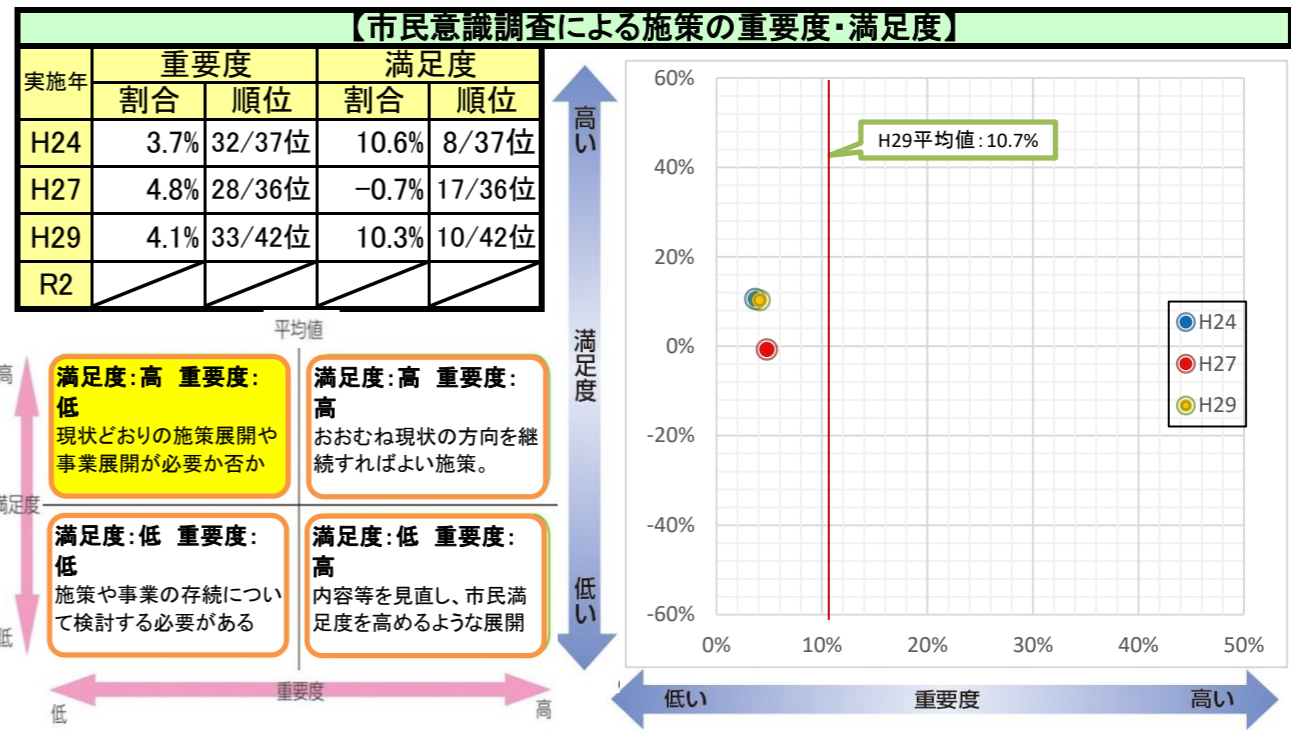 【市民意識調査による施策の重要度・満足度】
実施年 重要度 満足度
割合 順位 割合 順位
H24 3.7% 32/37位 10.6% 8/37位
H27 4.8% 28/36位 -0.7% 17/36位
H29 4.1% 33/42位 10.3% 10/42位
R2
平均値
高
満足度
低
満足度:高 重要度:
低
現状どおりの施策展開や
事業展開が必要か否か
満足度:高 重要度:
高
おおむね現状の方向を継
続すればよい施策。
満足度:低 重要度:
低
施策や事業の存続につい
て検討する必要がある
満足度:低 重要度:
高
内容等を見直し、市民満
足度を高めるような展開
重要度
低
高
高い
満足度
低い
60%
40%
20%
0%
-20%
-40%
-60%
H29平均値:10.7%
H24
H27
H29
0% 10% 20% 30% 40% 50%
低い 重要度 高い